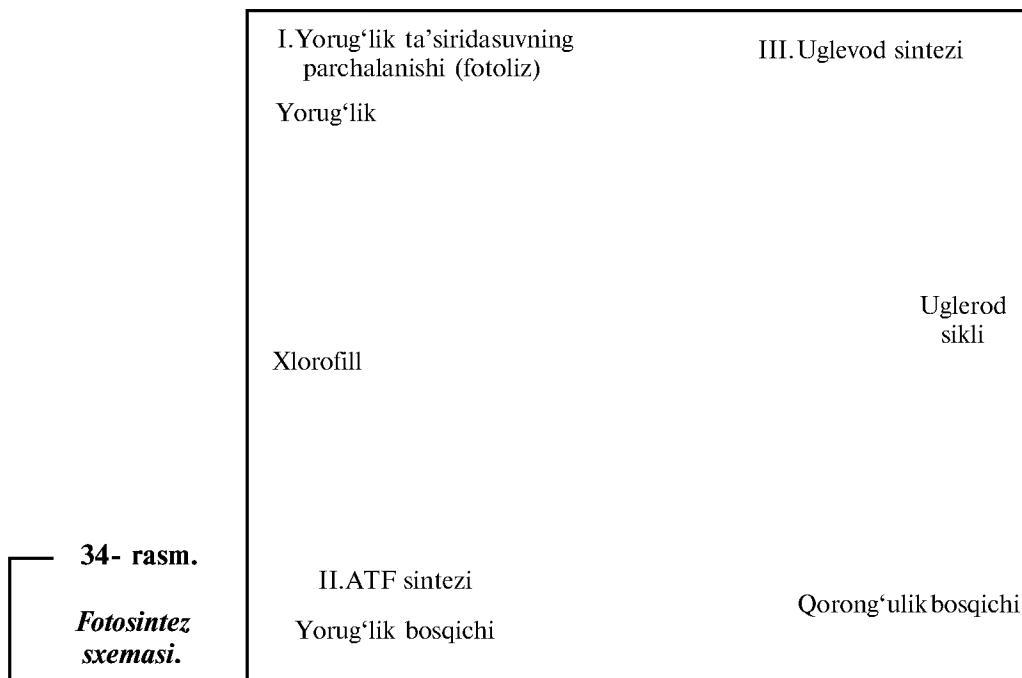 I.Yorug‘lik ta’siridasuvning
parchalanishi (fotoliz)
III.Uglevod sintezi
Yorug‘lik
Uglerod
sikli
Xlorofill
34- rasm.
Fotosintez
sxemasi.
II.ATF sintezi
Yorug‘lik bosqichi
Qorong‘ulik bosqichi